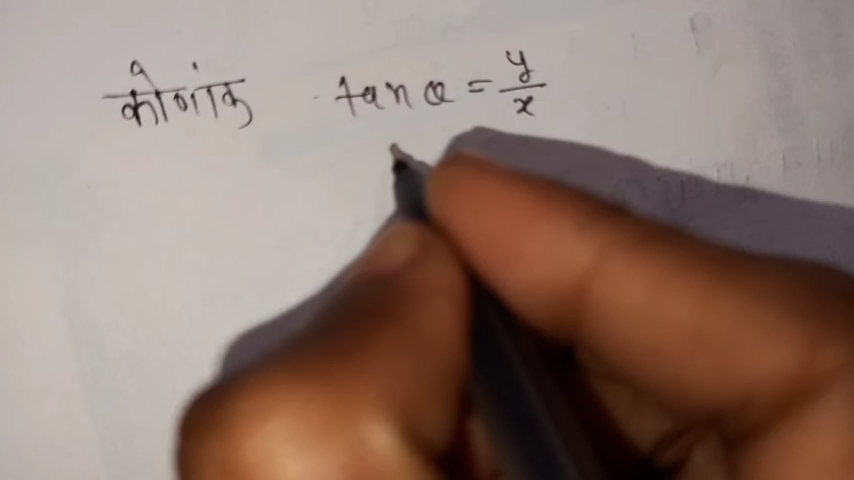 कोणांक tan θ = y/x